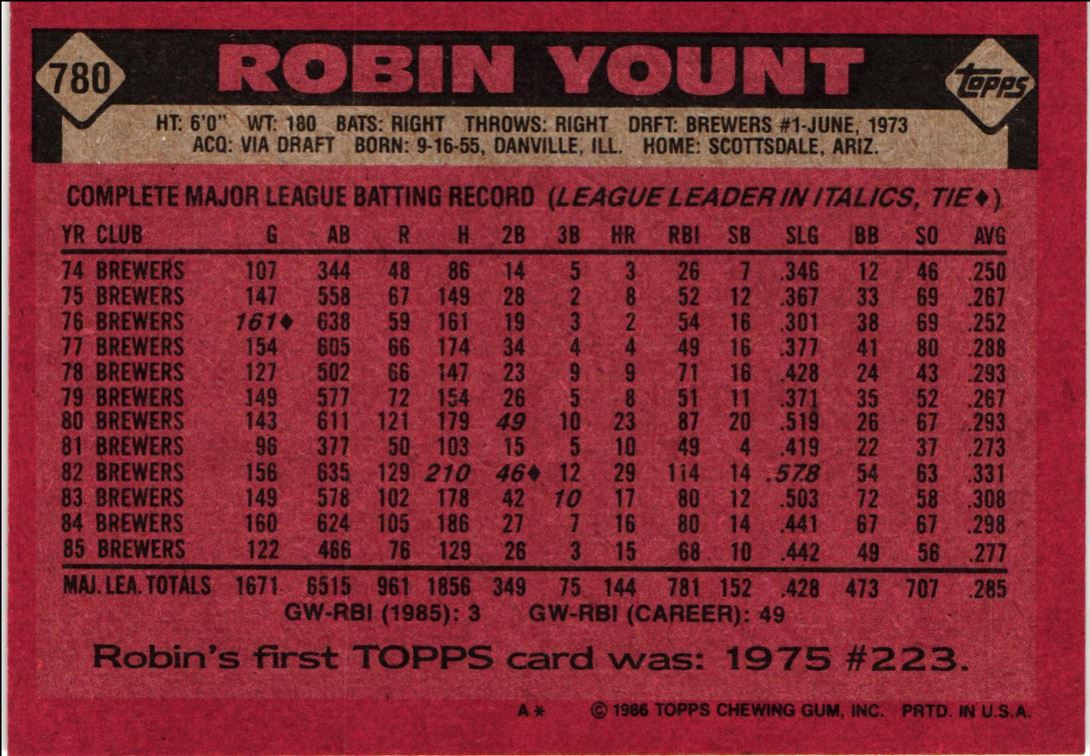 780 ROBIN YOUNT TOPPS
HT: 6'0" WT: 180 BATS: RIGHT THROWS: RIGHT DRFT: BREWERS #1-JUNE, 1973
ACQ: VIA DRAFT BORN: 9-16-55, DANVILLE, ILL. HOME: SCOTTSDALE, ARIZ.
COMPLETE MAJOR LEAGUE BATTING RECORD (LEAGUE LEADER IN ITALICS, TIE♦)
YR CLUB G AB R H 2B 3B HR RBI SB SLG BB SO AVG
74 BREWERS 107 344 48 86 14 5 3 26 7 .346 12 46 .250
75 BREWERS 147 558 67 149 28 2 8 52 12 .367 33 69 .267
76 BREWERS 161♦ 638 59 161 19 3 2 54 16 .301 38 69 .252
77 BREWERS 154 605 66 174 34 4 4 49 16 .377 41 80 .288
78 BREWERS 127 502 66 147 23 9 9 71 16 .428 24 43 .293
79 BREWERS 149 577 72 154 26 5 8 51 11 .371 35 52 .267
80 BREWERS 143 611 121 179 49 10 23 87 20 .519 26 67 .293
81 BREWERS 96 377 50 103 15 5 10 49 4 .419 22 37 .273
82 BREWERS 156 635 129 210 46♦ 12 29 114 14 .578 54 63 .331
83 BREWERS 149 578 102 178 42 10 17 80 12 .503 72 58 .308
84 BREWERS 160 624 105 186 27 7 16 80 14 .441 67 67 .298
85 BREWERS 122 466 76 129 26 3 15 68 10 .442 49 56 .277
MAJ. LEA. TOTALS 1671 6515 961 1856 349 75 144 781 152 .428 473 707 .285
GW-RBI (1985): 3 GW-RBI (CAREER): 49
Robin's first TOPPS card was: 1975 #223.
A* © 1986 TOPPS CHEWING GUM, INC. PRTD. IN U.S.A.